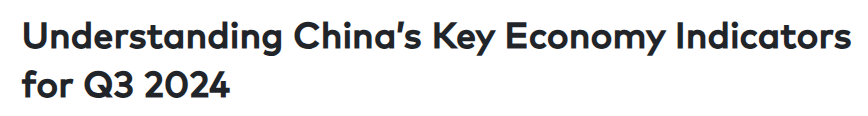 Understanding China's Key Economy Indicators
for Q3 2024